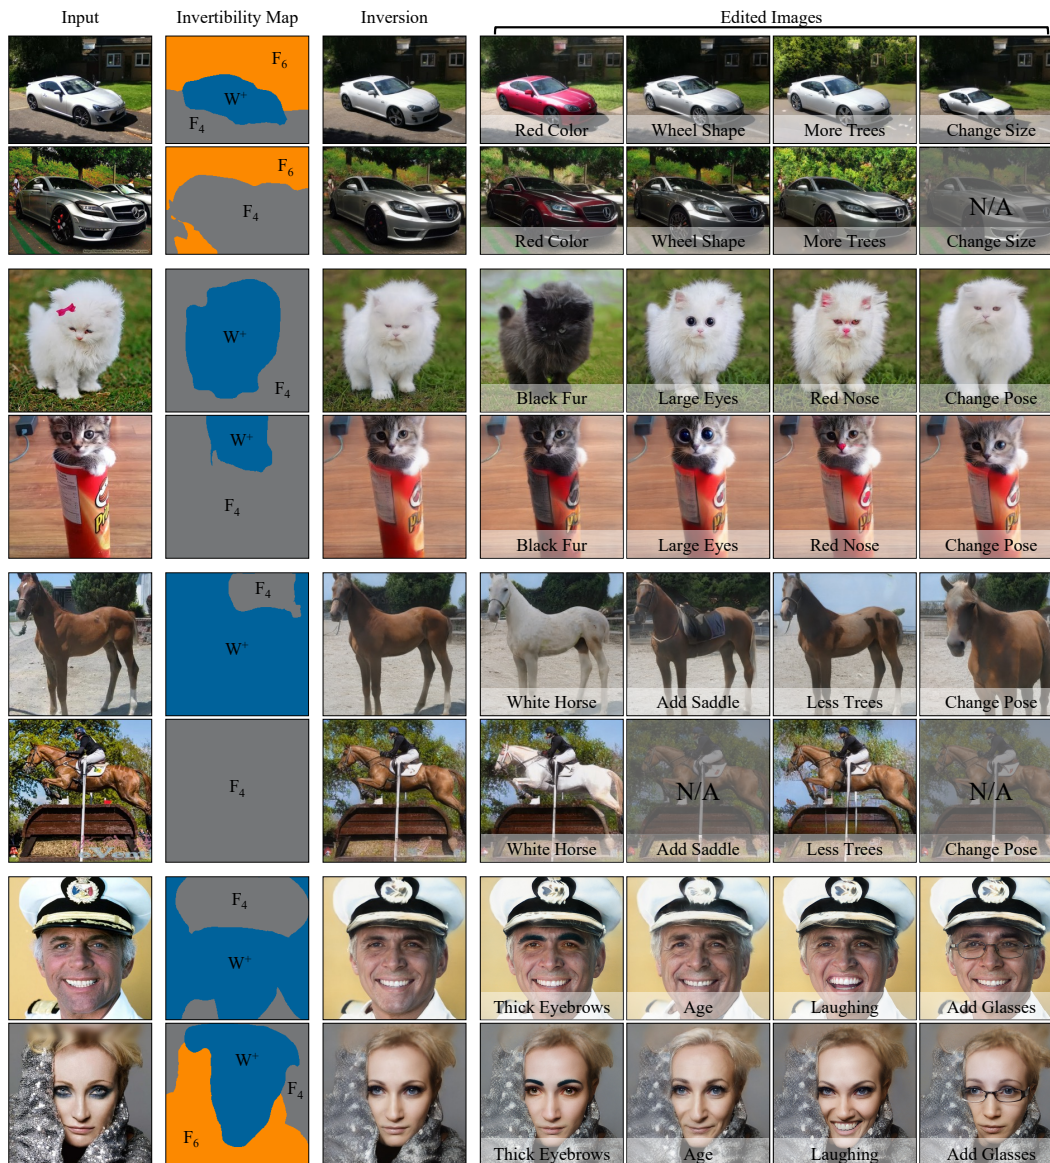 Input Invertibility Map Inversion Edited Images
F6
W+
F4
Red Color Wheel Shape More Trees Change Size
F6
F4
N/A
Red Color Wheel Shape More Trees Change Size
W+
F4
Black Fur Large Eyes Red Nose Change Pose
W+
F4
Black Fur Large Eyes Red Nose Change Pose
F4
W+
White Horse Add Saddle Less Trees Change Pose
F4
N/A N/A
White Horse Add Saddle Less Trees Change Pose
F4
W+
Thick Eyebrows Age Laughing Add Glasses
W+
F4
F6
Thick Eyebrows Age Laughing Add Glasses